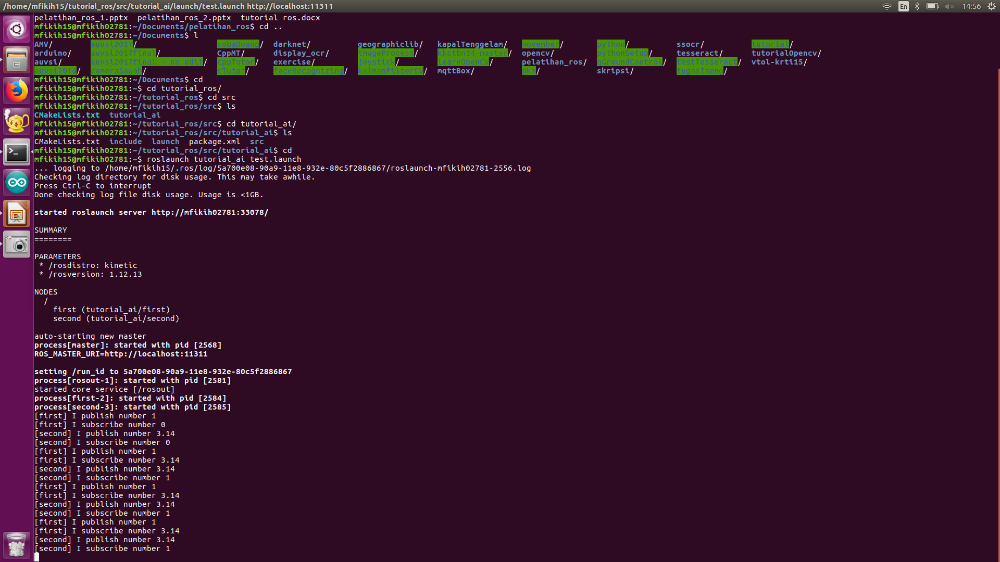 /home/mfikih15/tutorial_ros/src/tutorial_ai/launch/test.launch http://localhost:11311 En 14:56
pelatihan_ros_1.pptx  pelatihan_ros_2.pptx  tutorial ros.docx
mfikih15@mfikih02781:~/Documents/pelatihan_ros$ cd ..
mfikih15@mfikih02781:~/Documents$ l
AMV/ auvsi2017/ cobaDoang/ darknet/ geographiclib/ kapalTenggelam/ november/ python/ ssocr/ tutorial/
arduino/ auvsi2017final/ CppMT/ display_ocr/ imageProcess/ kkctbn14-master/ opencv/ pythonSetup/ tesseract/ tutorialOpencv/
auvsi/ auvsi2017final - no edit/ cppTutor/ exercise/ joystick/ learnOpenCV/ pelatihan_ros/ qGroundControl/ testTesseract/ vtol-krti15/
auvsi2016/ cameraSawah/ cTutor/ faceRecognizing/ kalmanFilterCV/ mqttBox/ pkm/ skripsi/ tugasIseng/
mfikih15@mfikih02781:~/Documents$ cd
mfikih15@mfikih02781:~$ cd tutorial_ros/
mfikih15@mfikih02781:~/tutorial_ros$ cd src
mfikih15@mfikih02781:~/tutorial_ros/src$ ls
CMakeLists.txt  tutorial_ai
mfikih15@mfikih02781:~/tutorial_ros/src$ cd tutorial_ai/
mfikih15@mfikih02781:~/tutorial_ros/src/tutorial_ai$ ls
CMakeLists.txt  include  launch  package.xml  src
mfikih15@mfikih02781:~/tutorial_ros/src/tutorial_ai$ cd
mfikih15@mfikih02781:~$ roslaunch tutorial_ai test.launch
... logging to /home/mfikih15/.ros/log/5a700e08-90a9-11e8-932e-80c5f2886867/roslaunch-mfikih02781-2556.log
Checking log directory for disk usage. This may take awhile.
Press Ctrl-C to interrupt
Done checking log file disk usage. Usage is <1GB.
started roslaunch server http://mfikih02781:33078/
SUMMARY
========
PARAMETERS
* /rosdistro: kinetic
* /rosversion: 1.12.13
NODES
/
first (tutorial_ai/first)
second (tutorial_ai/second)
auto-starting new master
process[master]: started with pid [2568]
ROS_MASTER_URI=http://localhost:11311
setting /run_id to 5a700e08-90a9-11e8-932e-80c5f2886867
process[rosout-1]: started with pid [2581]
started core service [/rosout]
process[first-2]: started with pid [2584]
process[second-3]: started with pid [2585]
[first] I publish number 1
[first] I subscribe number 0
[second] I publish number 3.14
[second] I subscribe number 0
[first] I publish number 1
[first] I subscribe number 3.14
[second] I publish number 3.14
[second] I subscribe number 1
[first] I publish number 1
[first] I subscribe number 3.14
[second] I publish number 3.14
[second] I subscribe number 1
[first] I publish number 1
[first] I subscribe number 3.14
[second] I publish number 3.14
[second] I subscribe number 1